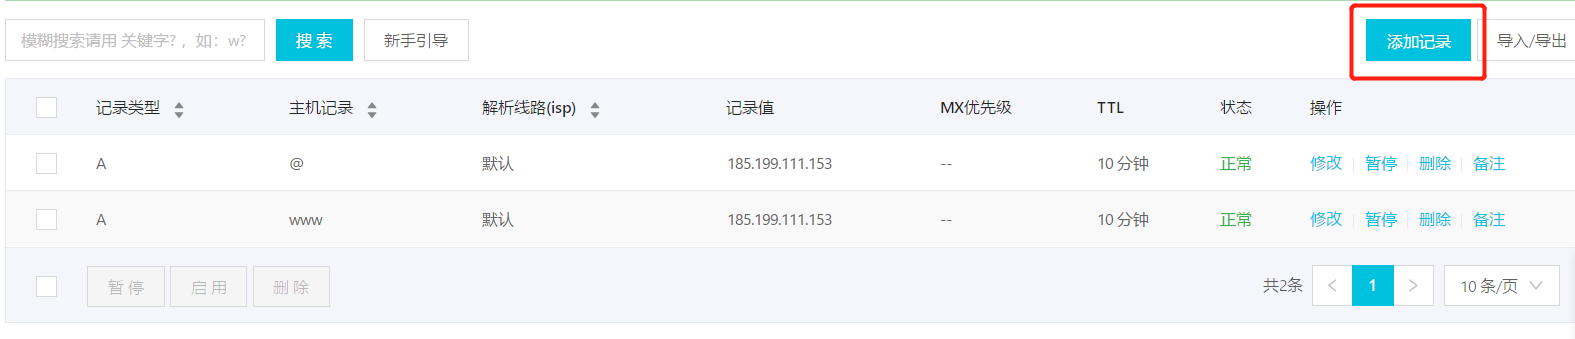 模糊搜索请用 关键字?，如：w? 搜 索 新手引导 添加记录 导入/导出
记录类型 主机记录 解析线路(isp) 记录值 MX优先级 TTL 状态 操作
A @ 默认 185.199.111.153 -- 10 分钟 正常 修改 暂停 删除 备注
A www 默认 185.199.111.153 -- 10 分钟 正常 修改 暂停 删除 备注
暂 停 启 用 删 除 共2条 < 1 > 10 条/页